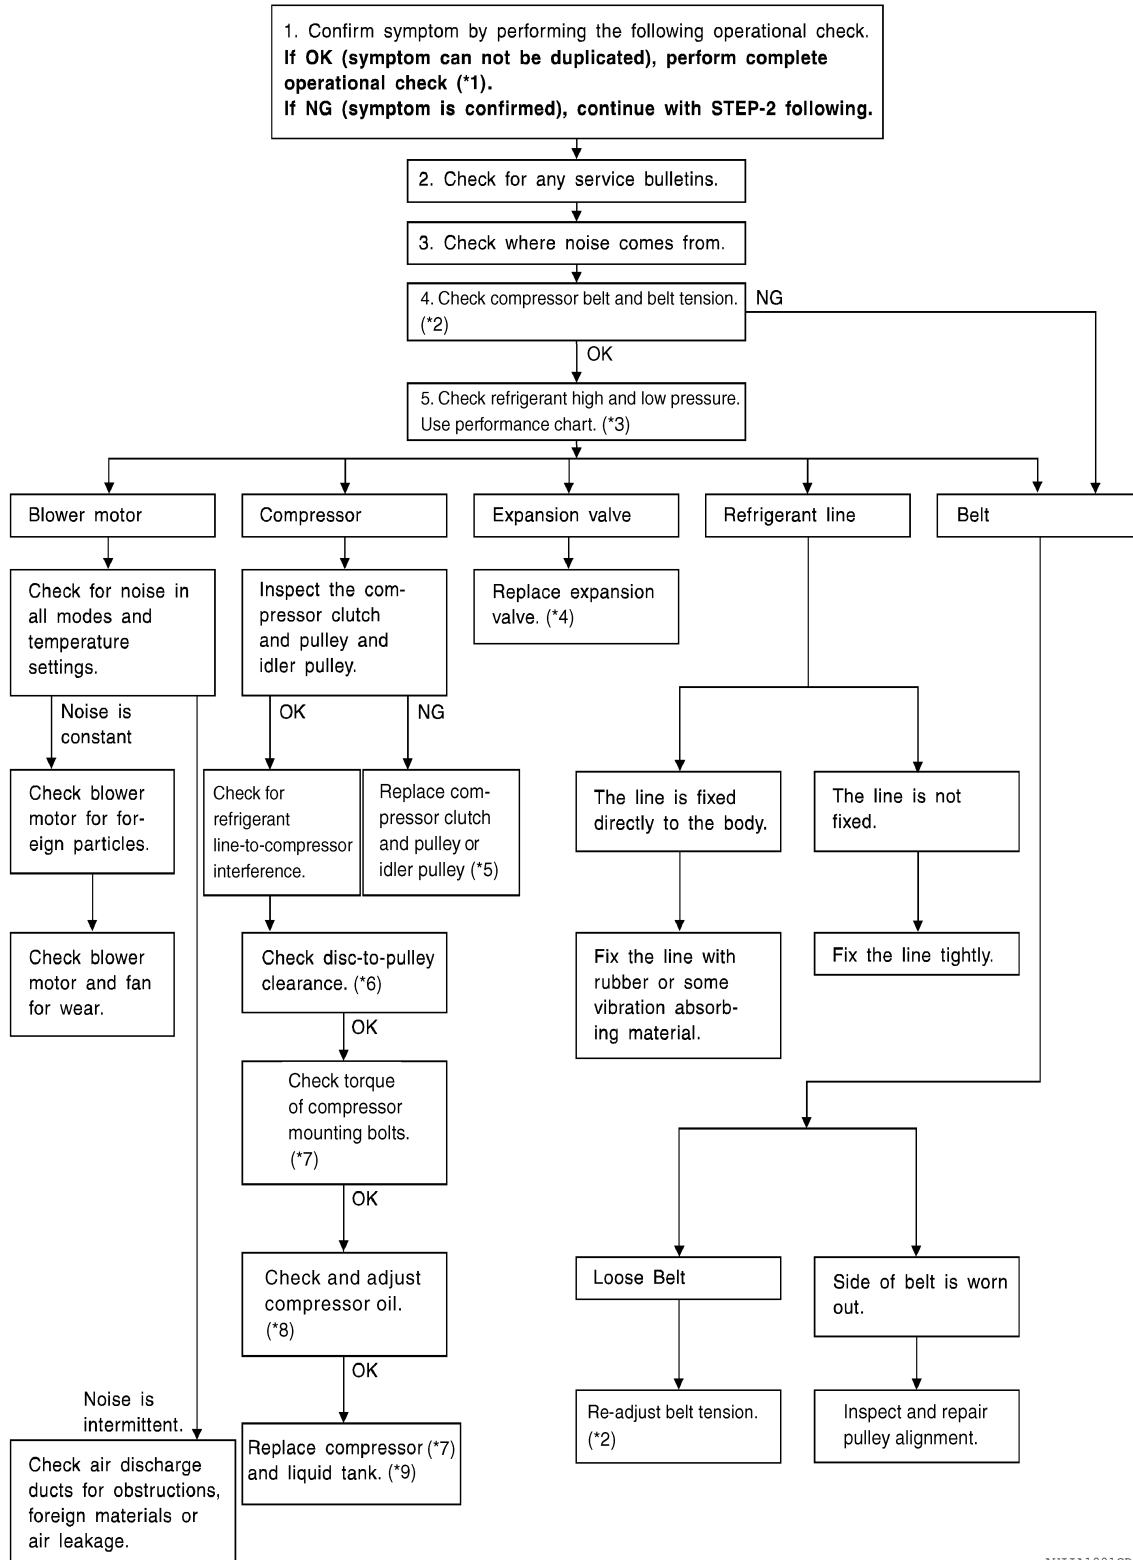 1. Confirm symptom by performing the following operational check.
If OK (symptom can not be duplicated), perform complete
operational check (*1).
If NG (symptom is confirmed), continue with STEP-2 following.
2. Check for any service bulletins.
3. Check where noise comes from.
4. Check compressor belt and belt tension.
(*2)
NG
OK
5. Check refrigerant high and low pressure.
Use performance chart. (*3)
Blower motor
Compressor
Expansion valve
Refrigerant line
Belt
Check for noise in
all modes and
temperature
settings.
Inspect the com-
pressor clutch
and pulley and
idler pulley.
Replace expansion
valve. (*4)
Noise is
constant
OK
NG
Check blower
motor for for-
eign particles.
Check for
refrigerant
line-to-compressor
interference.
Replace com-
pressor clutch
and pulley or
idler pulley (*5)
The line is fixed
directly to the body.
The line is not
fixed.
Check blower
motor and fan
for wear.
Check disc-to-pulley
clearance. (*6)
Fix the line with
rubber or some
vibration absorb-
ing material.
Fix the line tightly.
OK
Check torque
of compressor
mounting bolts.
(*7)
OK
Check and adjust
compressor oil.
(*8)
Loose Belt
Side of belt is worn
out.
OK
Noise is
intermittent.
Re-adjust belt tension.
(*2)
Inspect and repair
pulley alignment.
Replace compressor (*7)
and liquid tank. (*9)
Check air discharge
ducts for obstructions,
foreign materials or
air leakage.